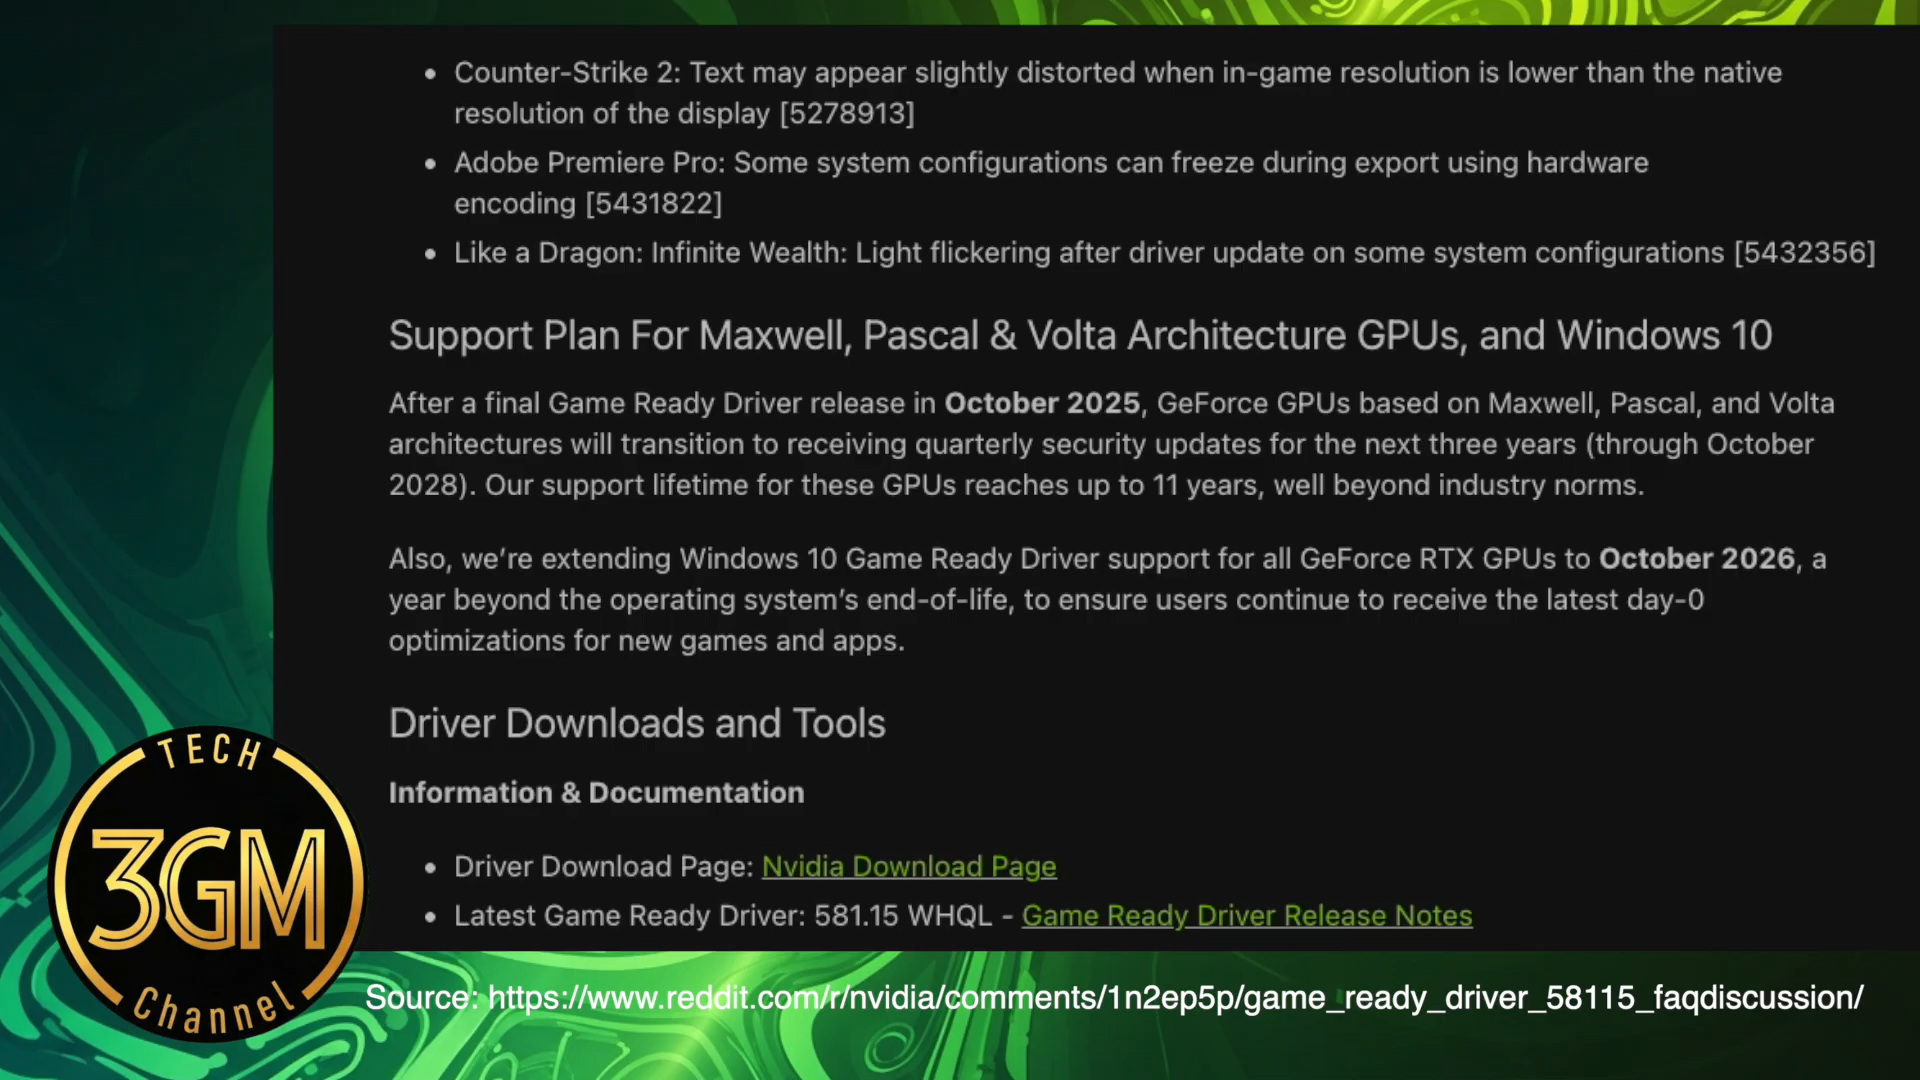 • Counter-Strike 2: Text may appear slightly distorted when in-game resolution is lower than the native
resolution of the display [5278913]
• Adobe Premiere Pro: Some system configurations can freeze during export using hardware
encoding [5431822]
• Like a Dragon: Infinite Wealth: Light flickering after driver update on some system configurations [5432356]
Support Plan For Maxwell, Pascal & Volta Architecture GPUs, and Windows 10
After a final Game Ready Driver release in October 2025, GeForce GPUs based on Maxwell, Pascal, and Volta
architectures will transition to receiving quarterly security updates for the next three years (through October
2028). Our support lifetime for these GPUs reaches up to 11 years, well beyond industry norms.
Also, we’re extending Windows 10 Game Ready Driver support for all GeForce RTX GPUs to October 2026, a
year beyond the operating system’s end-of-life, to ensure users continue to receive the latest day-0
optimizations for new games and apps.
Driver Downloads and Tools
Information & Documentation
• Driver Download Page: Nvidia Download Page
• Latest Game Ready Driver: 581.15 WHQL - Game Ready Driver Release Notes
TECH
3GM
Channel
Source: https://www.reddit.com/r/nvidia/comments/1n2ep5p/game_ready_driver_58115_faqdiscussion/